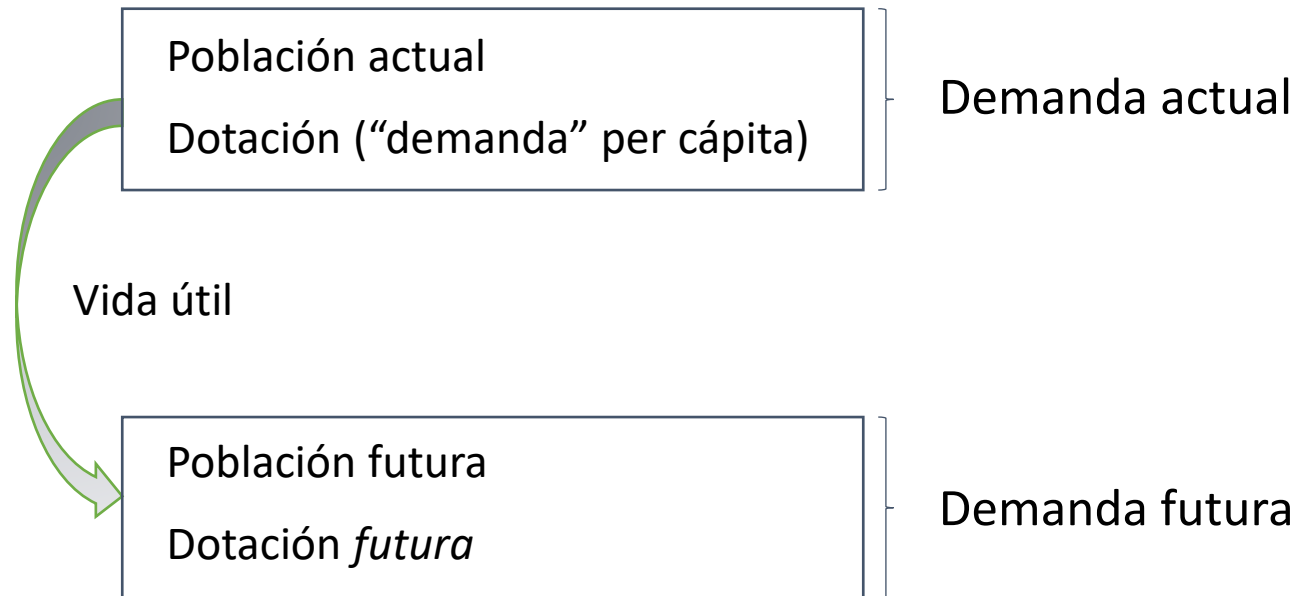 Población actual
Dotación (“demanda” per cápita)
Demanda actual
Vida útil
Población futura
Dotación futura
Demanda futura